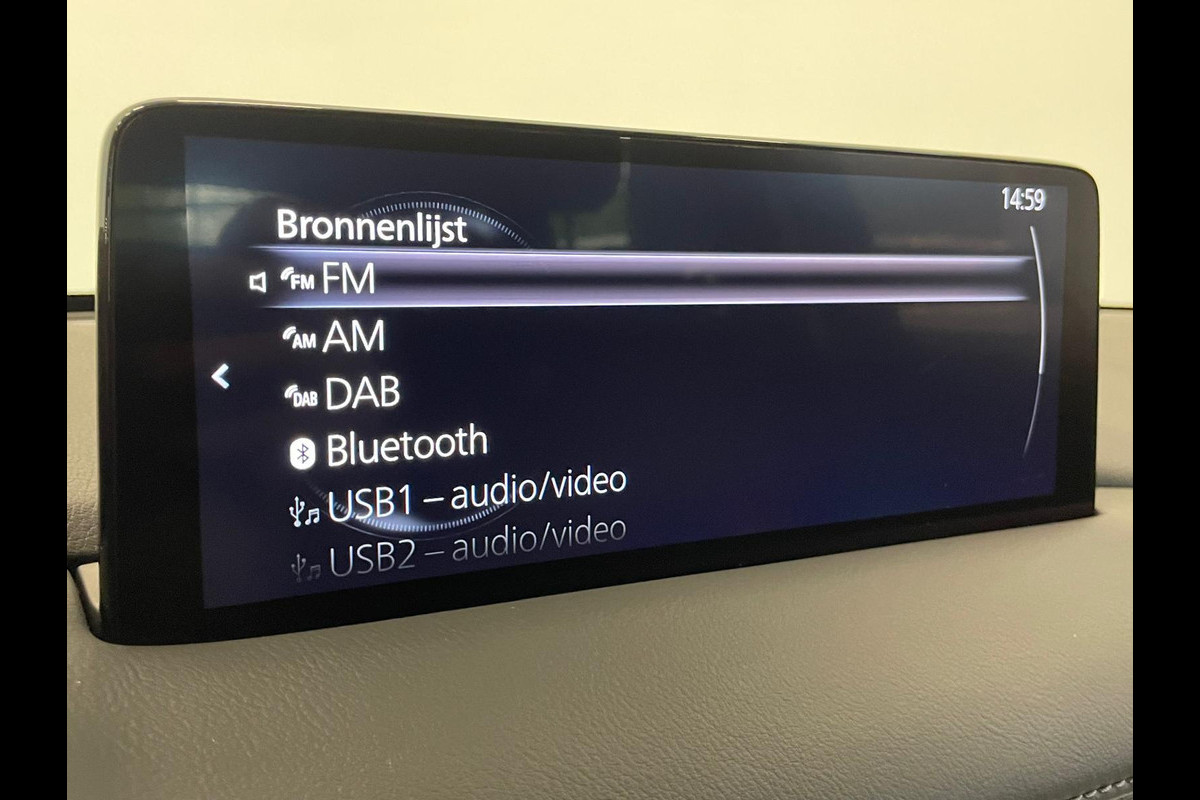 14:59
Bronnenlijst
FM FM
AM AM
DAB DAB
Bluetooth
USB1 – audio/video
USB2 – audio/video